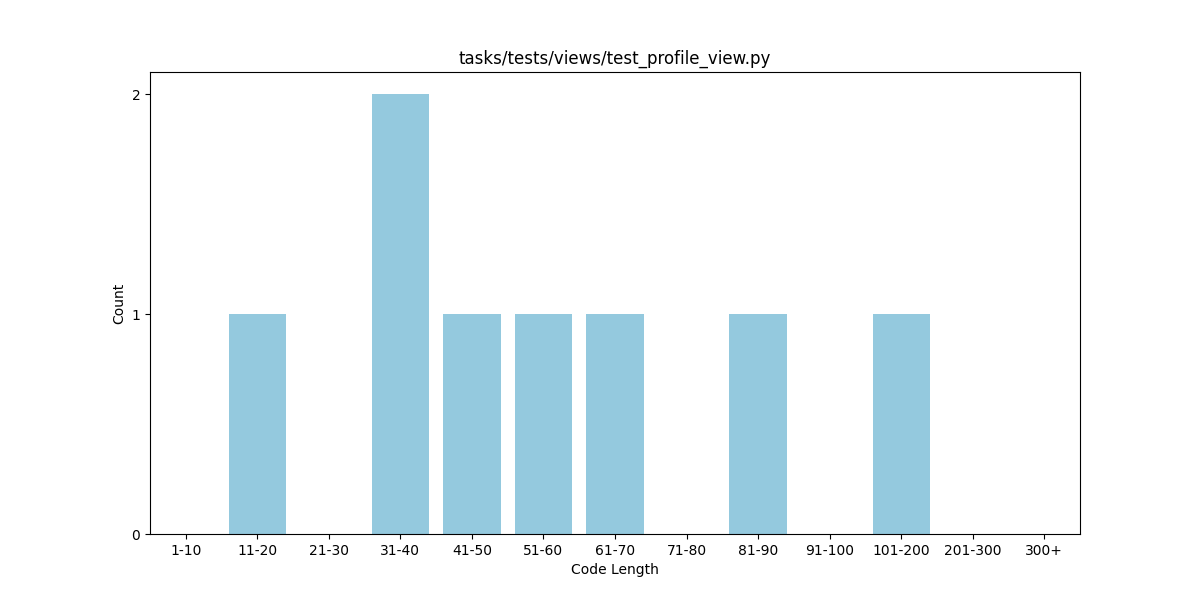 tasks/tests/views/test_profile_view.py
2
1
0
Count
1-10 11-20 21-30 31-40 41-50 51-60 61-70 71-80 81-90 91-100 101-200 201-300 300+
Code Length